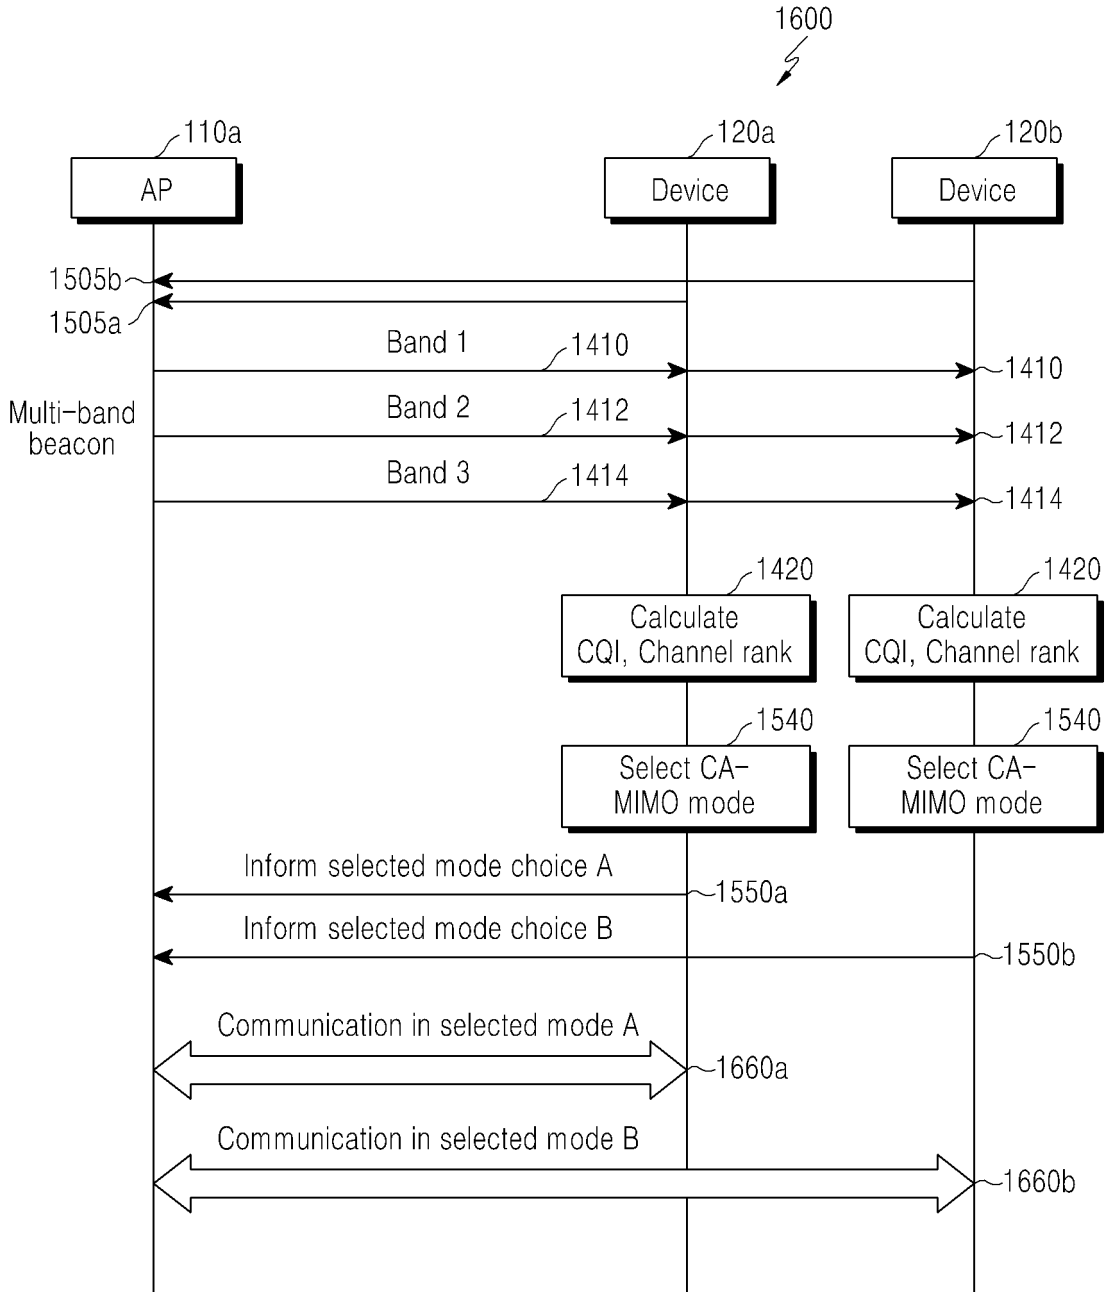 1600
110a
120a
120b
AP
Device
Device
1505b
1505a
Band 1
1410
1410
Multi-band
beacon
Band 2
1412
1412
Band 3
1414
1414
1420
1420
Calculate
CQI, Channel rank
Calculate
CQI, Channel rank
1540
1540
Select CA-
MIMO mode
Select CA-
MIMO mode
Inform selected mode choice A
1550a
Inform selected mode choice B
1550b
Communication in selected mode A
1660a
Communication in selected mode B
1660b